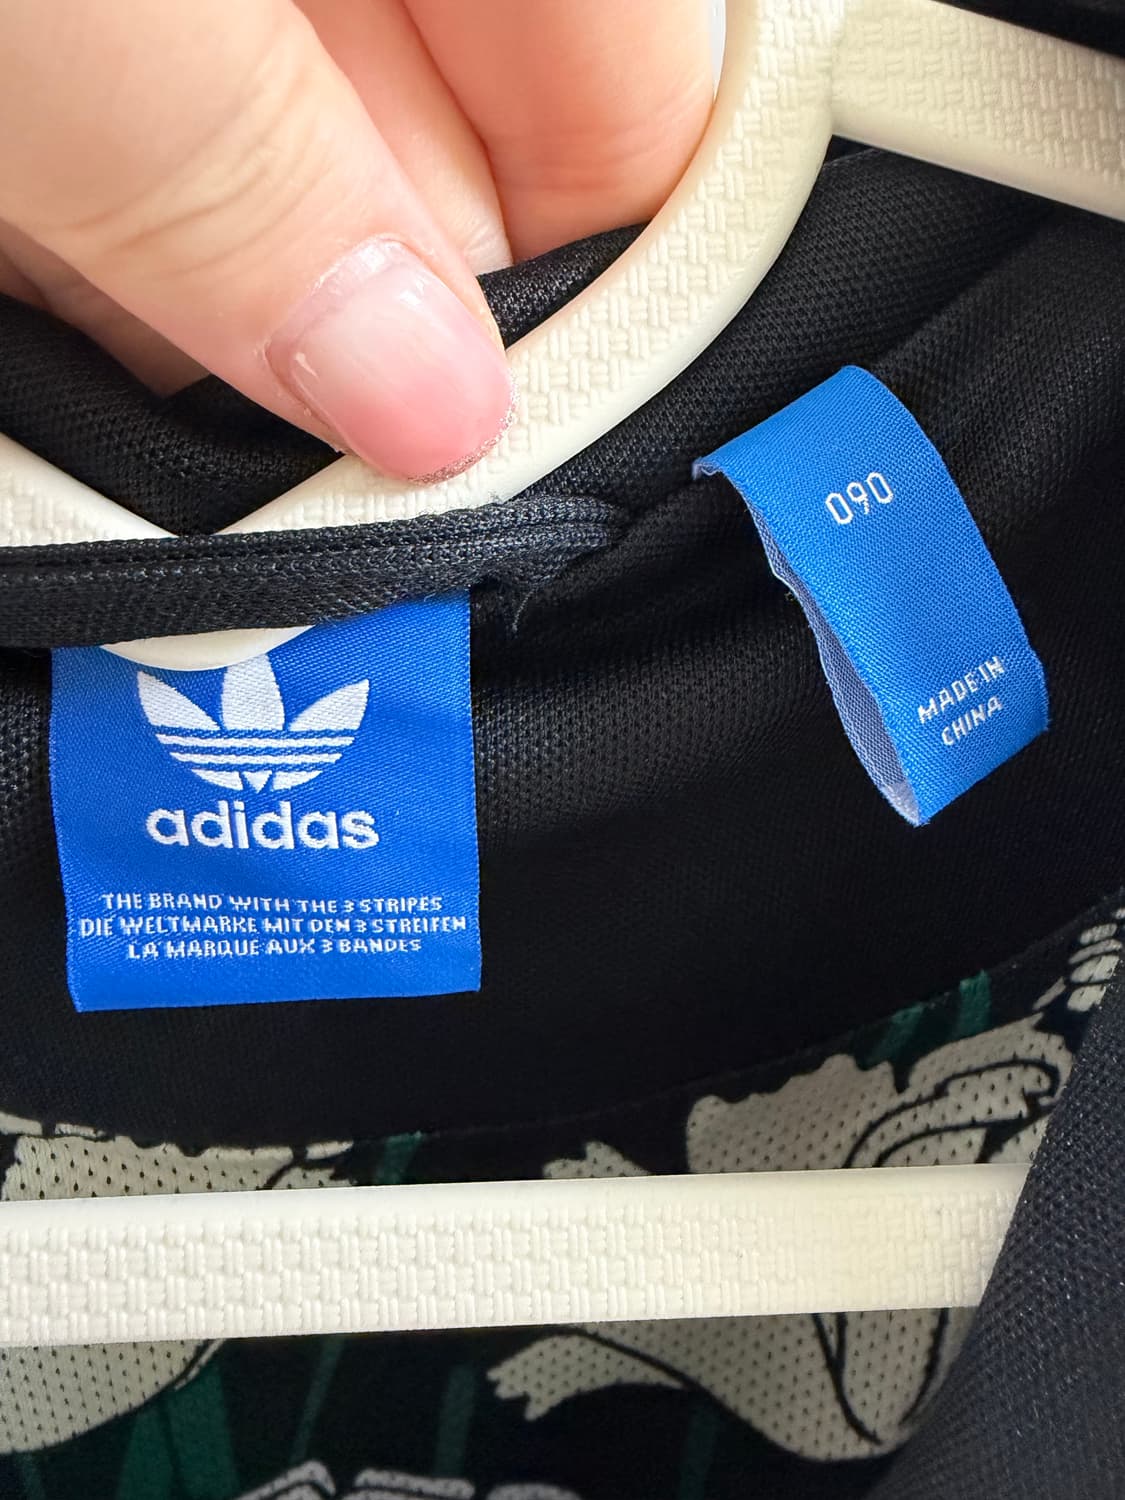 adidas
THE BRAND WITH THE 3 STRIPES
DIE WELTMARKE MIT DEN 3 STREIFEN
LA MARQUE AUX 3 BANDES
090
MADE IN
CHINA